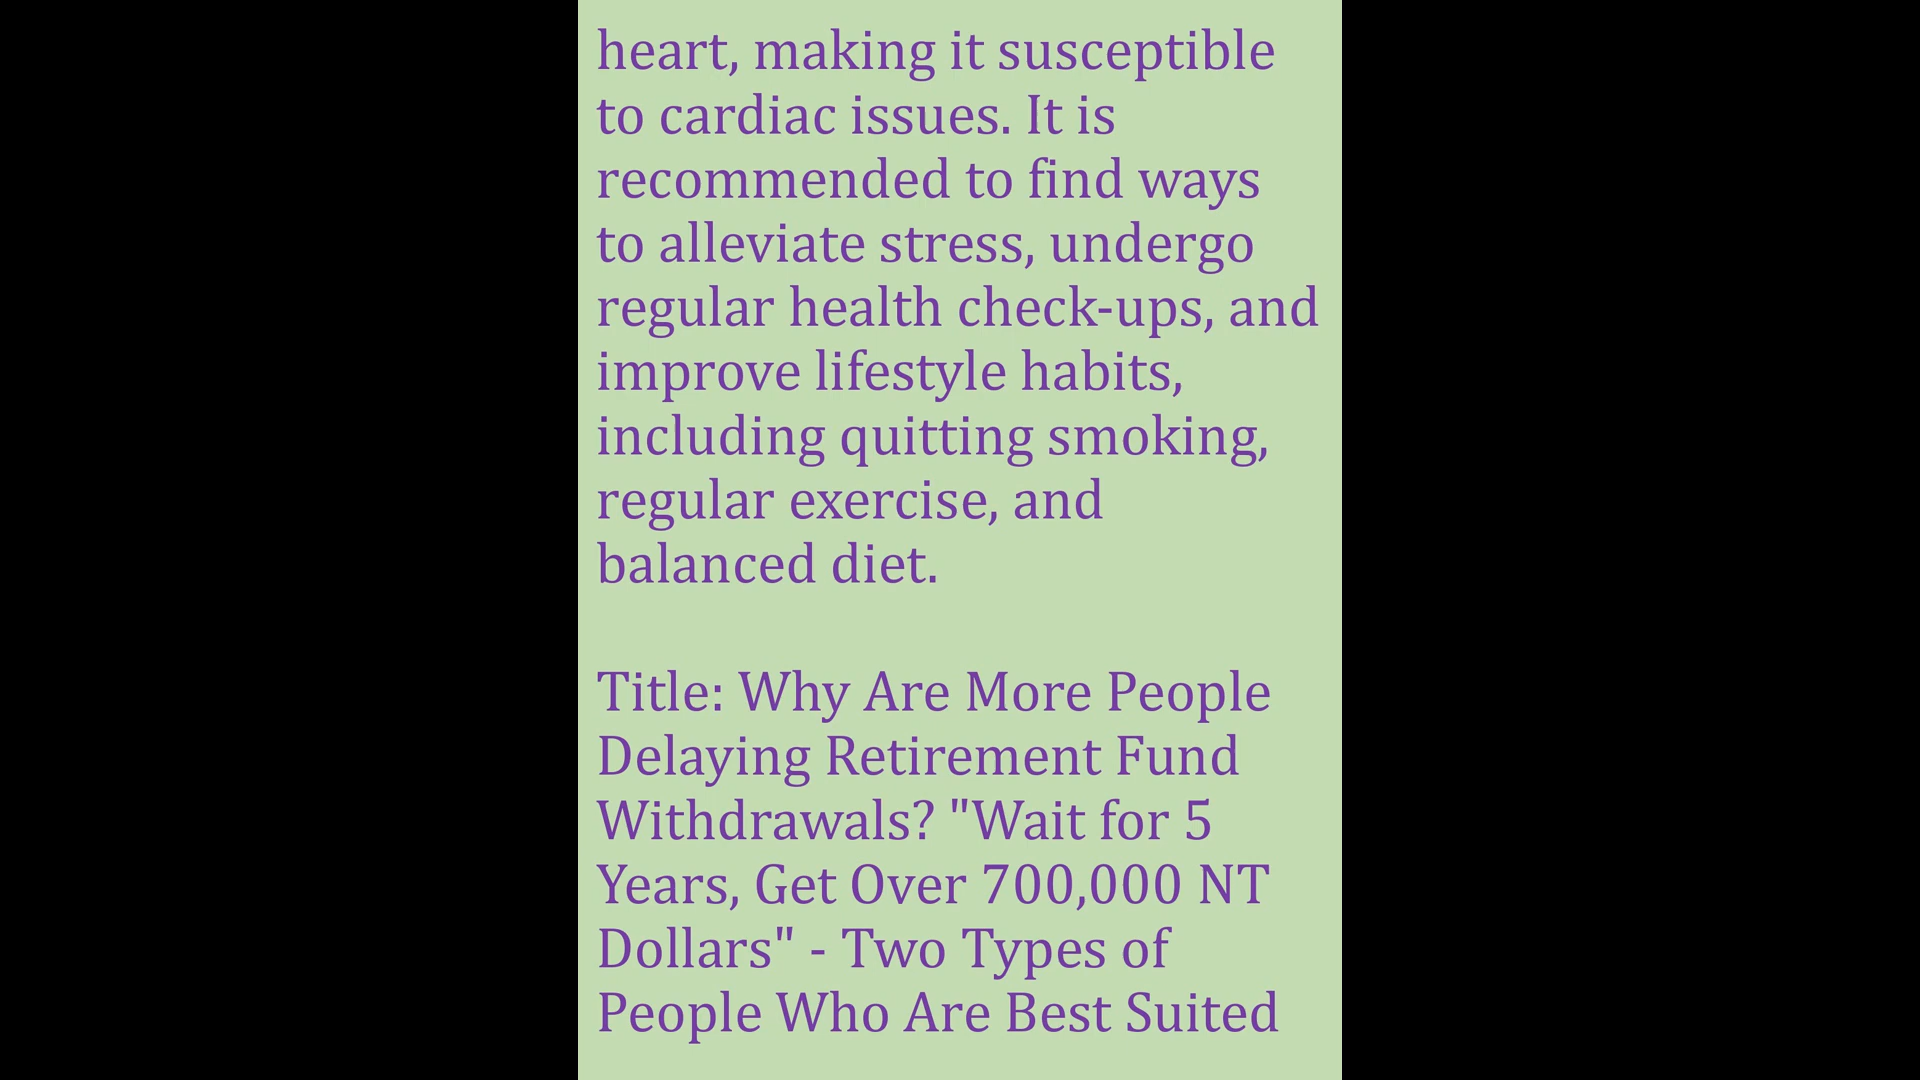 heart, making it susceptible
to cardiac issues. It is
recommended to find ways
to alleviate stress, undergo
regular health check-ups, and
improve lifestyle habits,
including quitting smoking,
regular exercise, and
balanced diet.
Title: Why Are More People
Delaying Retirement Fund
Withdrawals? "Wait for 5
Years, Get Over 700,000 NT
Dollars" - Two Types of
People Who Are Best Suited